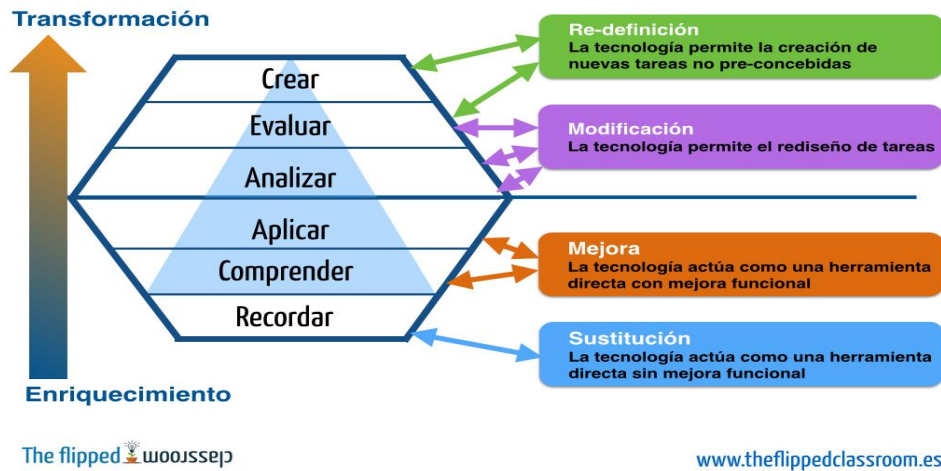 Transformación
Crear
Evaluar
Analizar
Aplicar
Comprender
Recordar
Enriquecimiento
Re-definición
La tecnología permite la creación de
nuevas tareas no pre-concebidas
Modificación
La tecnología permite el rediseño de tareas
Mejora
La tecnología actúa como una herramienta
directa con mejora funcional
Sustitución
La tecnología actúa como una herramienta
directa sin mejora funcional
The flipped classroom
www.theflippedclassroom.es